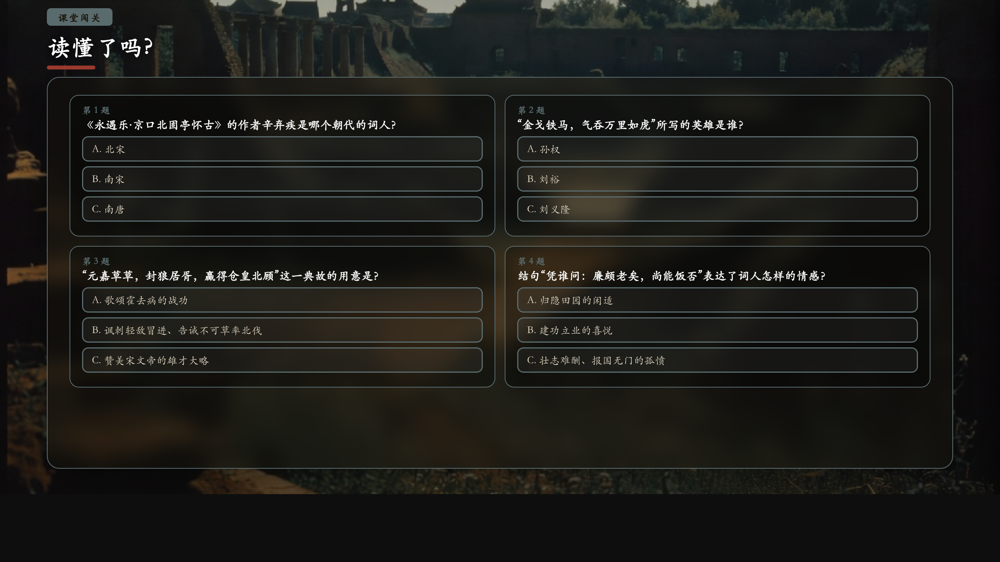 课堂闯关
读懂了吗?
第 1 题
《永遇乐·京口北固亭怀古》的作者辛弃疾是哪个朝代的词人?
A. 北宋
B. 南宋
C. 南唐
第 2 题
“金戈铁马，气吞万里如虎”所写的英雄是谁?
A. 孙权
B. 刘裕
C. 刘义隆
第 3 题
“元嘉草草，封狼居胥，赢得仓皇北顾”这一典故的用意是?
A. 歌颂霍去病的战功
B. 讽刺轻敌冒进、告诫不可草率北伐
C. 赞美宋文帝的雄才大略
第 4 题
结句“凭谁问：廉颇老矣，尚能饭否”表达了词人怎样的情感?
A. 归隐田园的闲适
B. 建功立业的喜悦
C. 壮志难酬、报国无门的孤愤